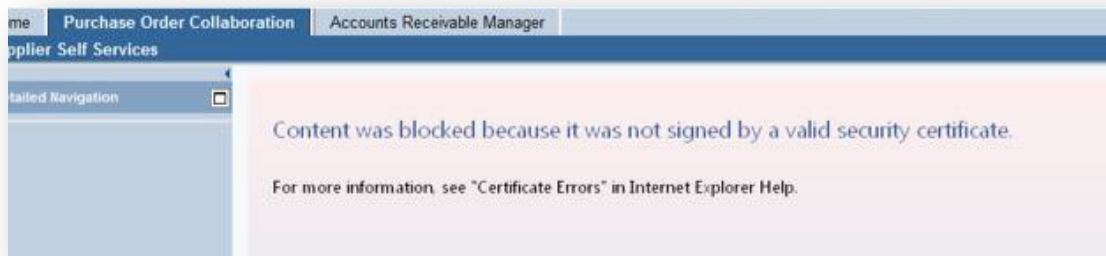 me Purchase Order Collaboration Accounts Receivable Manager
pplier Self Services
tailed Navigation
Content was blocked because it was not signed by a valid security certificate.
For more information, see "Certificate Errors" in Internet Explorer Help.